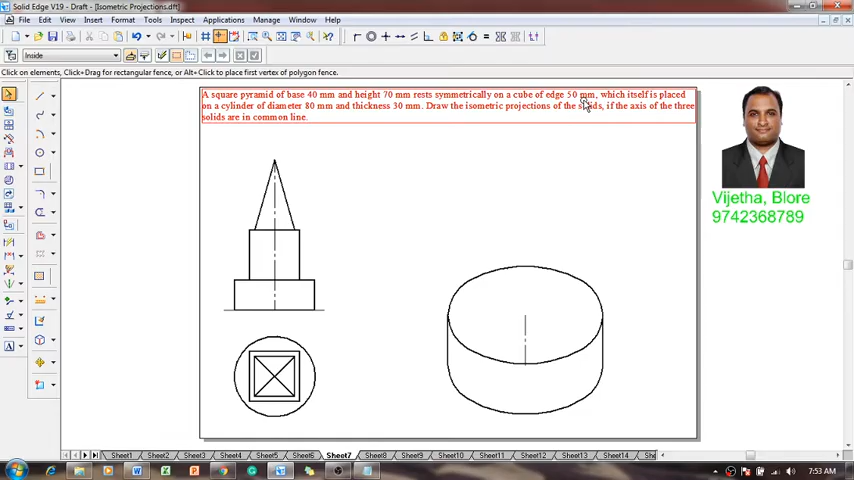 Solid Edge V19 - Draft - [Isometric Projections.dft]
File Edit View Insert Format Tools Inspect Applications Manage Window Help
Inside
Click on elements, Click+Drag for rectangular fence, or Alt+Click to place first vertex of polygon fence.
A square pyramid of base 40 mm and height 70 mm rests symmetrically on a cube of edge 50 mm, which itself is placed
on a cylinder of diameter 80 mm and thickness 30 mm. Draw the isometric projections of the solids, if the axis of the three
solids are in common line.
Vijetha, Blore
9742368789
Sheet1 Sheet2 Sheet3 Sheet4 Sheet5 Sheet6 Sheet7 Sheet8 Sheet9 Sheet10 Sheet11 Sheet12 Sheet13 Sheet14 She
7:53 AM